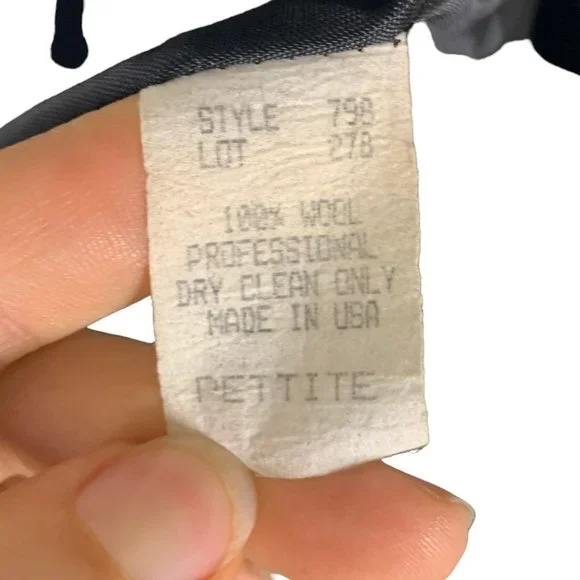 STYLE 798
LOT 278
100% WOOL
PROFESSIONAL
DRY CLEAN ONLY
MADE IN USA
PETTITE